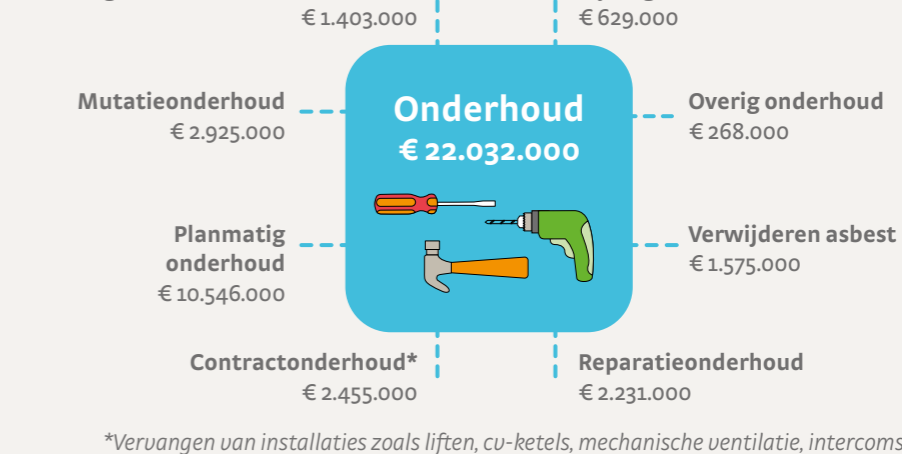 € 1.403.000
€ 629.000
Mutatieonderhoud
€ 2.925.000
Onderhoud
€ 22.032.000
Overig onderhoud
€ 268.000
Planmatig
onderhoud
€ 10.546.000
Verwijderen asbest
€ 1.575.000
Contractonderhoud*
€ 2.455.000
Reparatieonderhoud
€ 2.231.000
*Vervangen van installaties zoals liften, cv-ketels, mechanische ventilatie, intercoms